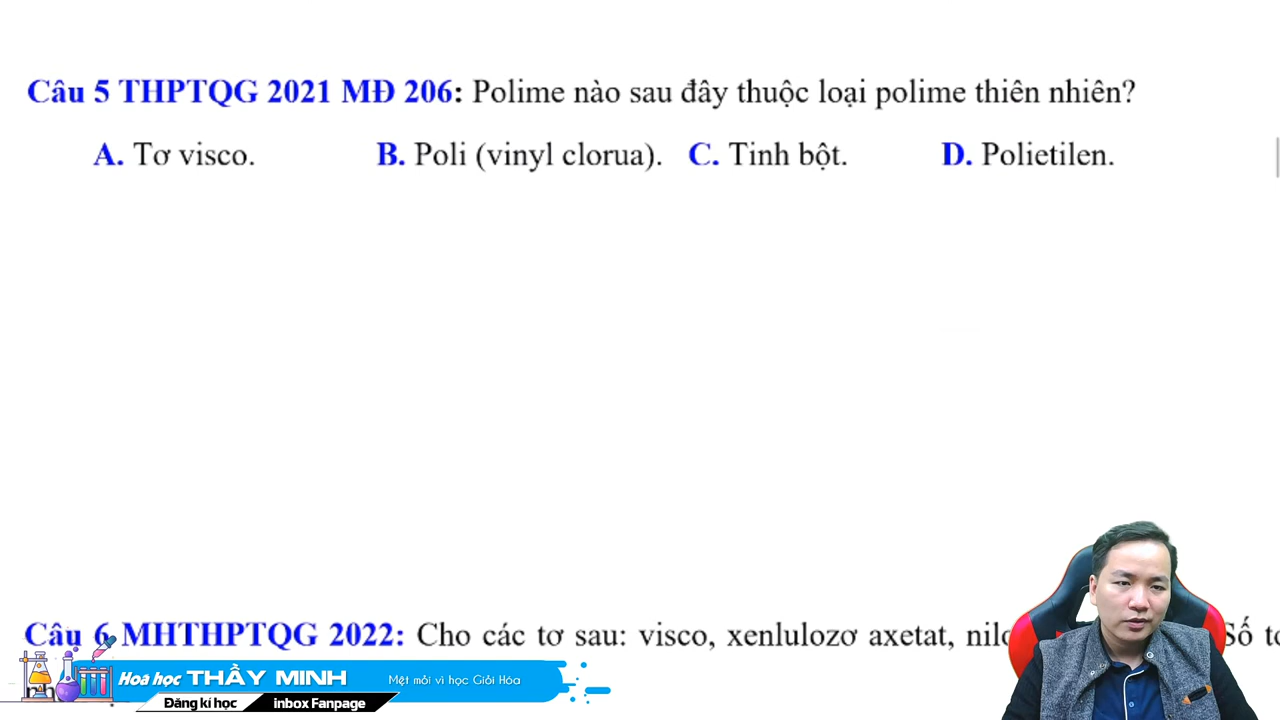 Câu 5 THPTQG 2021 MĐ 206: Polime nào sau đây thuộc loại polime thiên nhiên?
A. Tơ visco. B. Poli (vinyl clorua). C. Tinh bột. D. Polietilen.
Câu 6 MHTHPTQG 2022: Cho các tơ sau: visco, xenlulozơ axetat, Số
Hoá học THẦY MINH Mệt mỏi vì học Giỏi Hóa
Đăng kí học inbox Fanpage